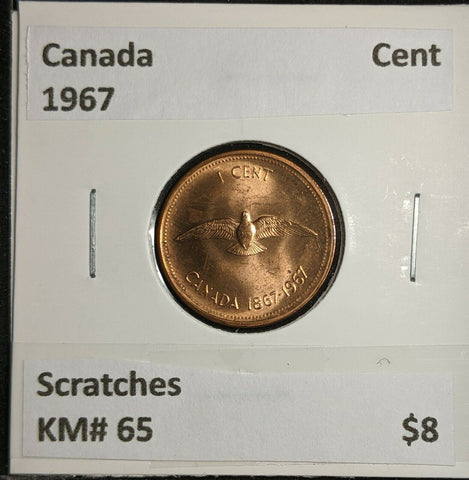 Canada Cent
1967
1 CENT
CANADA 1867-1967
Scratches
KM# 65 $8